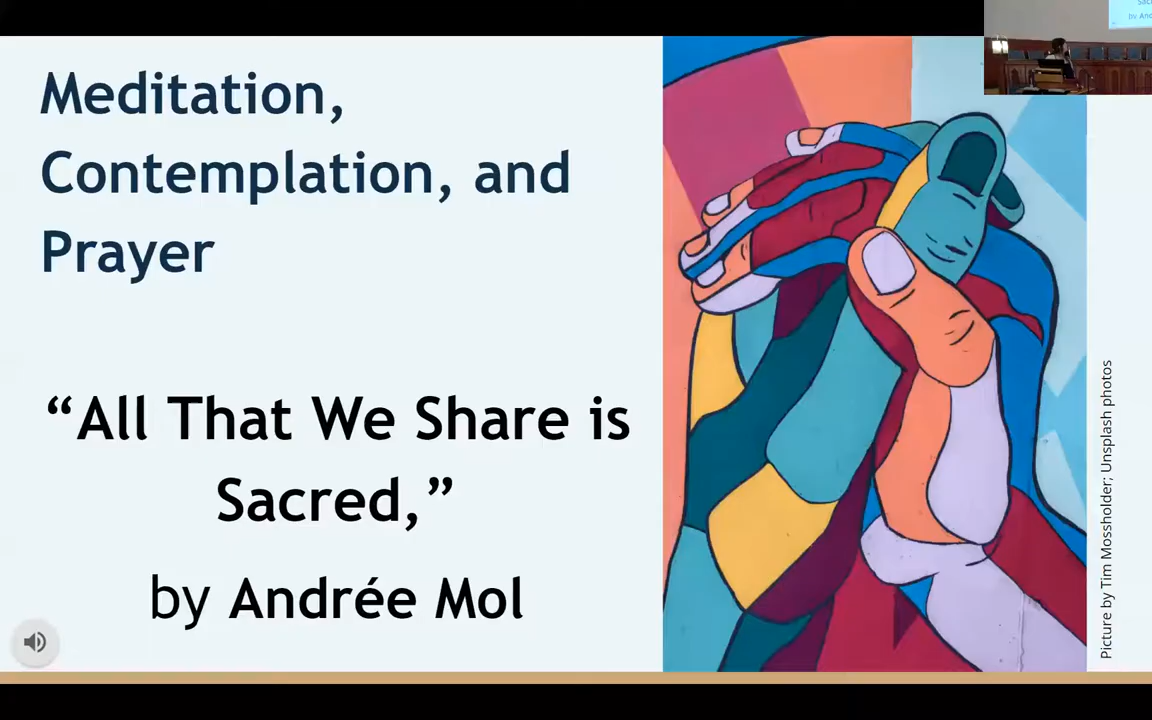 Meditation,
Contemplation, and
Prayer
“All That We Share is
Sacred,”
by Andrée Mol
Picture by Tim Mossholder; Unsplash photos